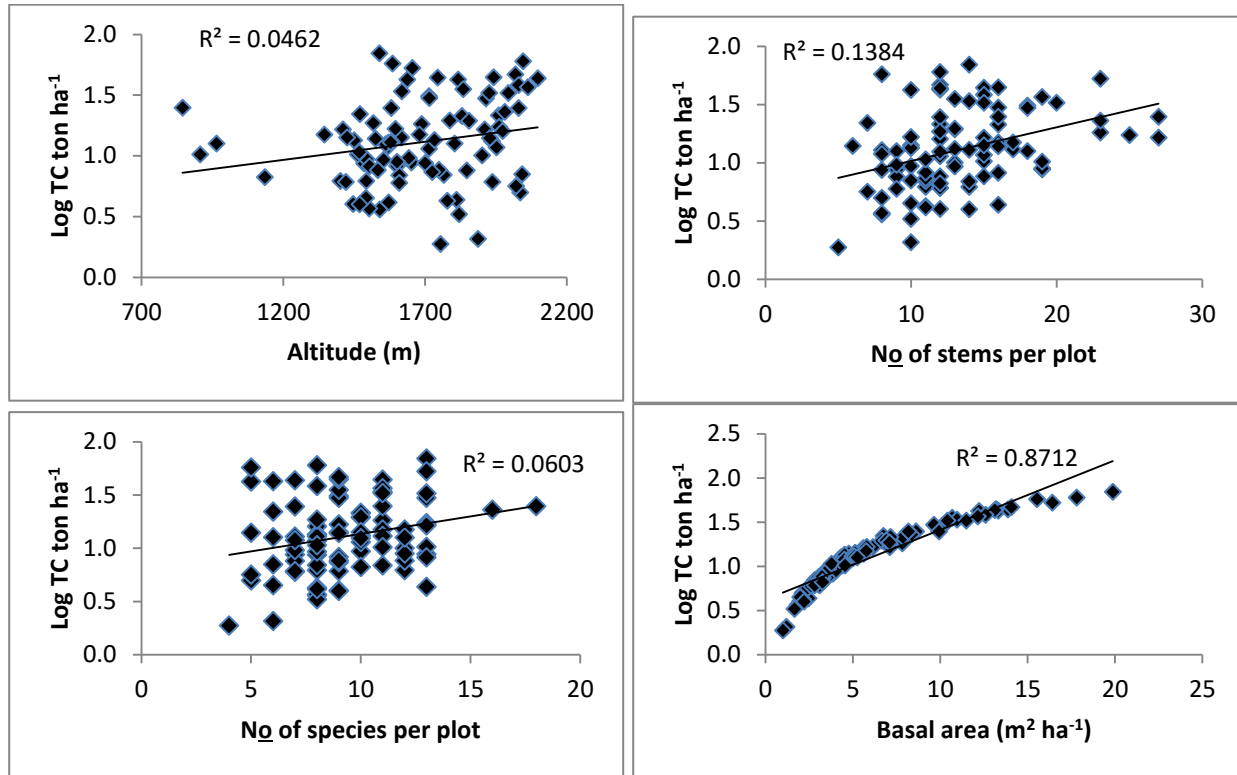 R² = 0.0462
Log TC ton ha⁻¹
2.0
1.5
1.0
0.5
0.0
700 1200 1700 2200
Altitude (m)
R² = 0.1384
Log TC ton ha⁻¹
2.0
1.5
1.0
0.5
0.0
0 10 20 30
No of stems per plot
R² = 0.0603
Log TC ton ha⁻¹
2.0
1.5
1.0
0.5
0.0
0 5 10 15 20
No of species per plot
R² = 0.8712
Log TC ton ha⁻¹
2.5
2.0
1.5
1.0
0.5
0.0
0 5 10 15 20 25
Basal area (m² ha⁻¹)